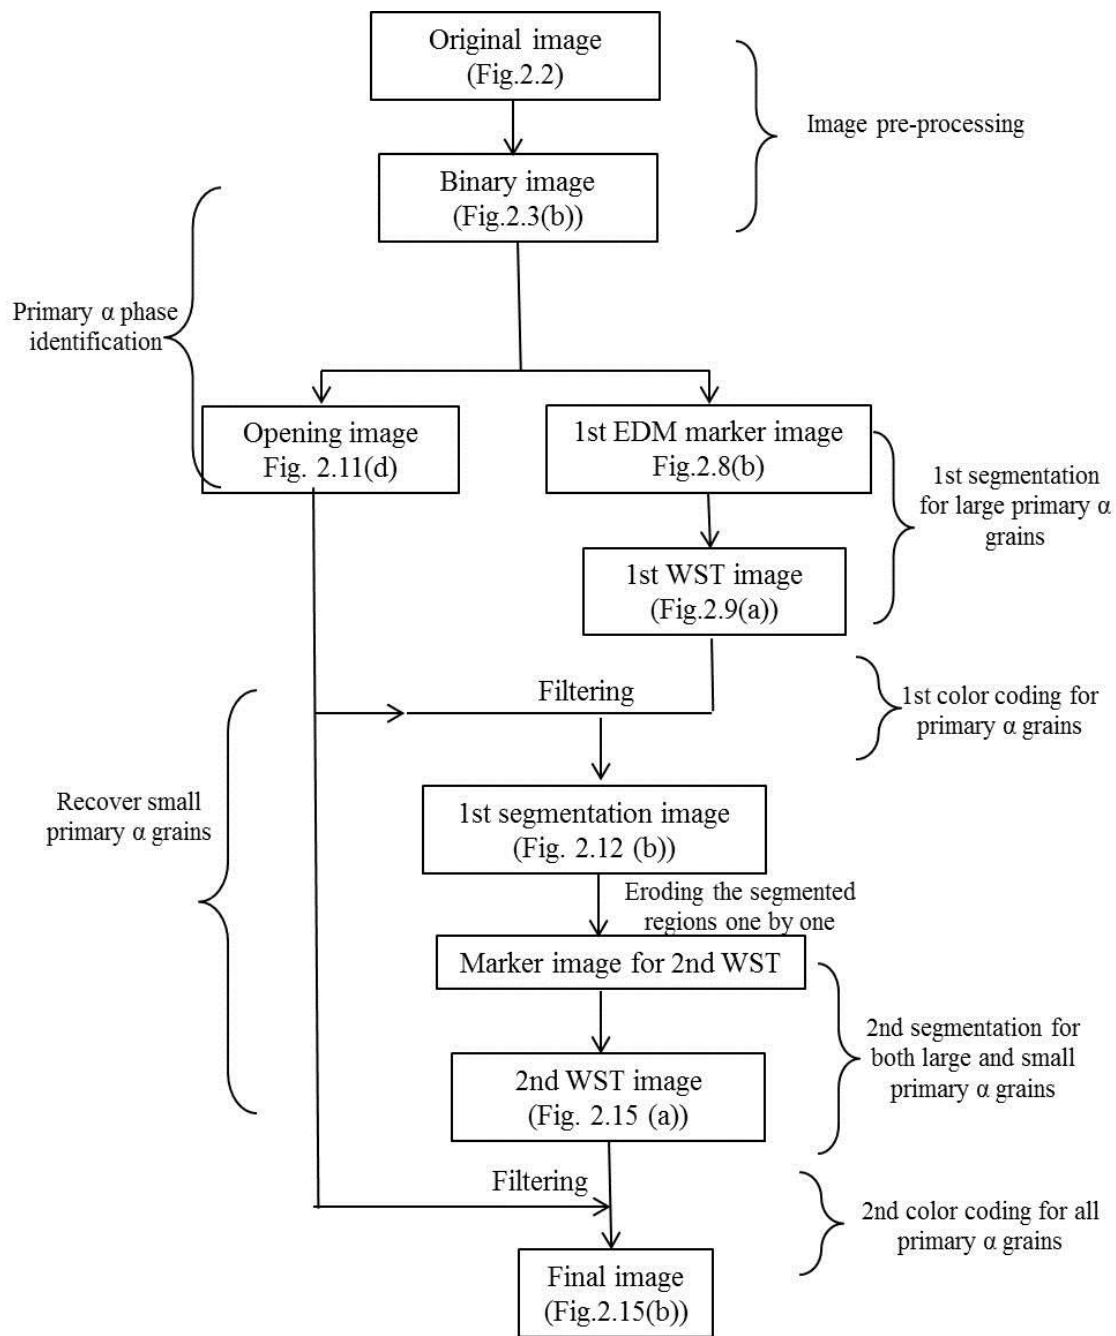 Original image
(Fig.2.2)
Image pre-processing
Binary image
(Fig.2.3(b))
Primary α phase
identification
Opening image
Fig. 2.11(d)
1st EDM marker image
Fig.2.8(b)
1st segmentation
for large primary α
grains
1st WST image
(Fig.2.9(a))
Filtering
1st color coding for
primary α grains
Recover small
primary α grains
1st segmentation image
(Fig. 2.12 (b))
Eroding the segmented
regions one by one
Marker image for 2nd WST
2nd segmentation for
both large and small
primary α grains
2nd WST image
(Fig. 2.15 (a))
Filtering
2nd color coding for all
primary α grains
Final image
(Fig.2.15(b))